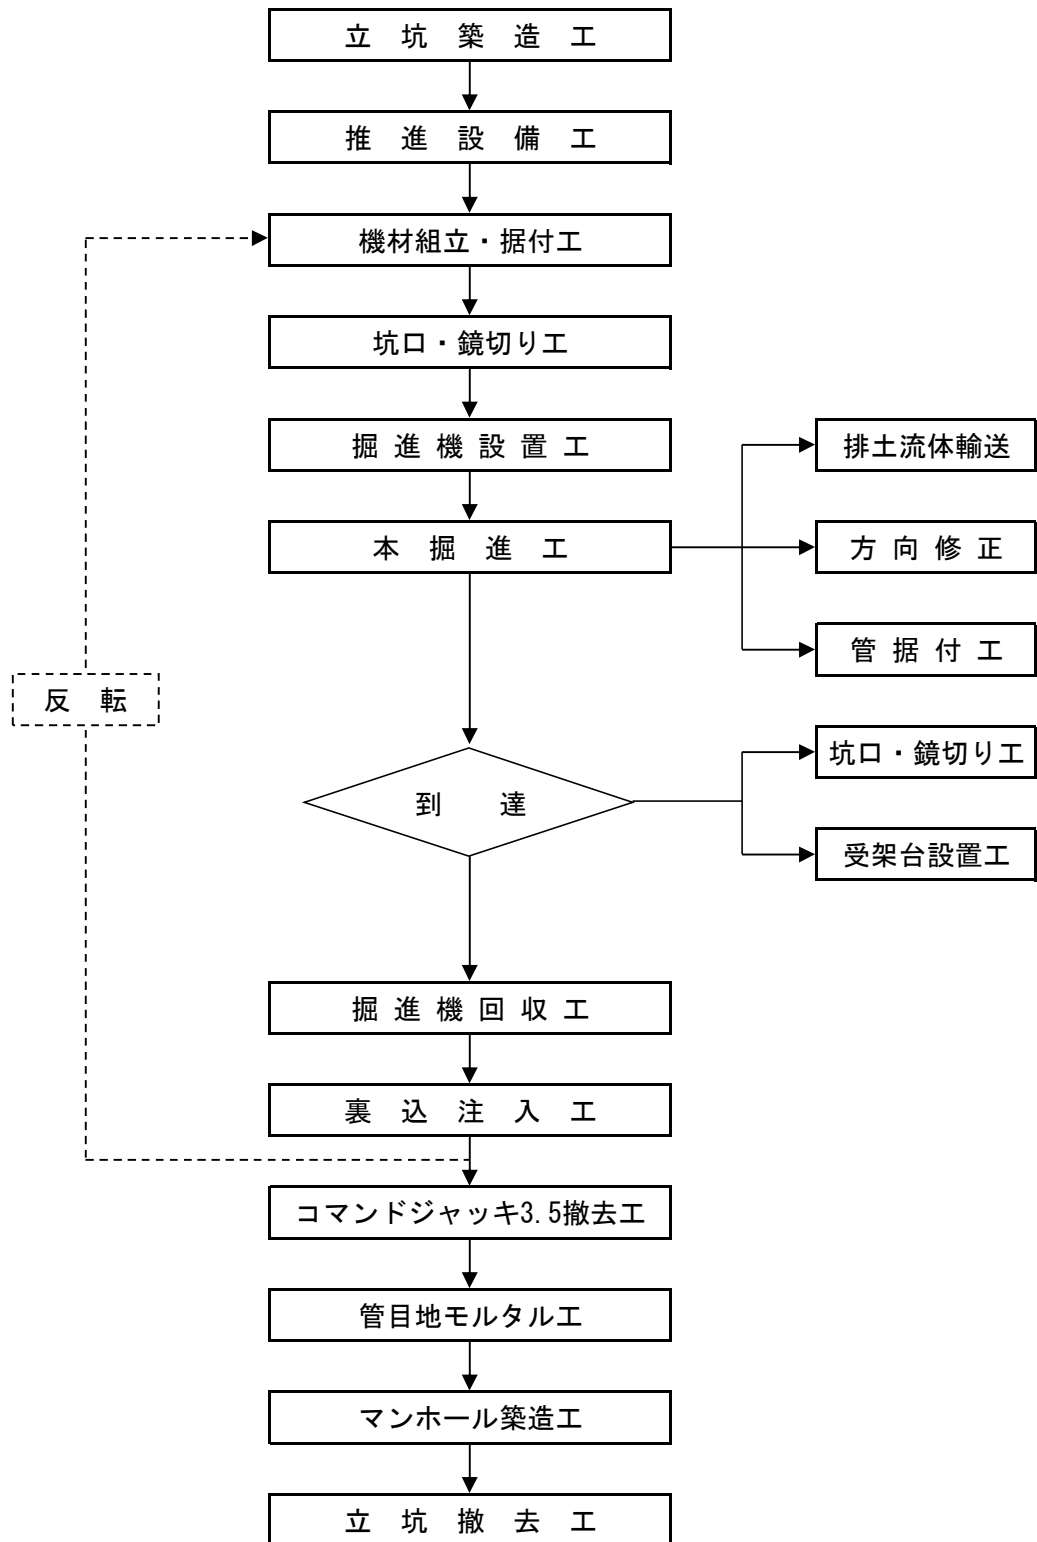 立坑築造工
推進設備工
機材組立・据付工
坑口・鏡切り工
掘進機設置工
排土流体輸送
本掘進工
方向修正
管据付工
反転
坑口・鏡切り工
到達
受架台設置工
掘進機回収工
裏込注入工
コマンドジャッキ3.5撤去工
管目地モルタル工
マンホール築造工
立坑撤去工